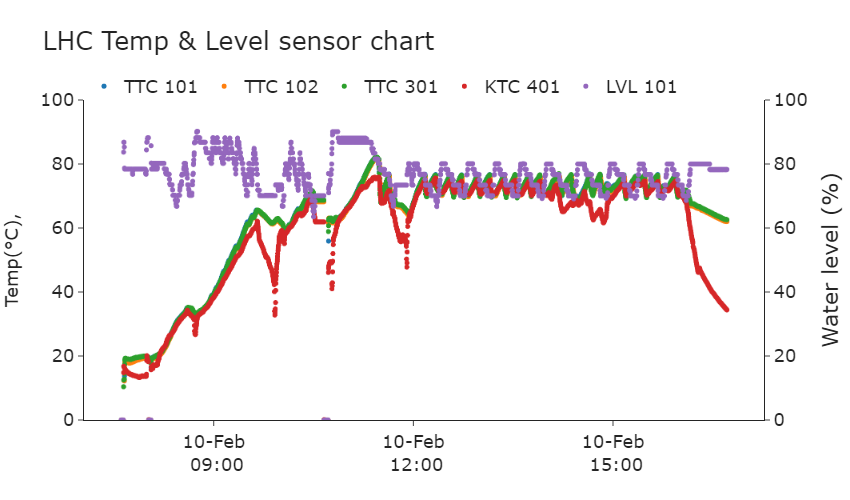 LHC Temp & Level sensor chart
TTC 101 TTC 102 TTC 301 KTC 401 LVL 101
100 100
80 80
60 60
40 40
20 20
0 0
Temp(°C),
Water level (%)
10-Feb 10-Feb 10-Feb
09:00 12:00 15:00